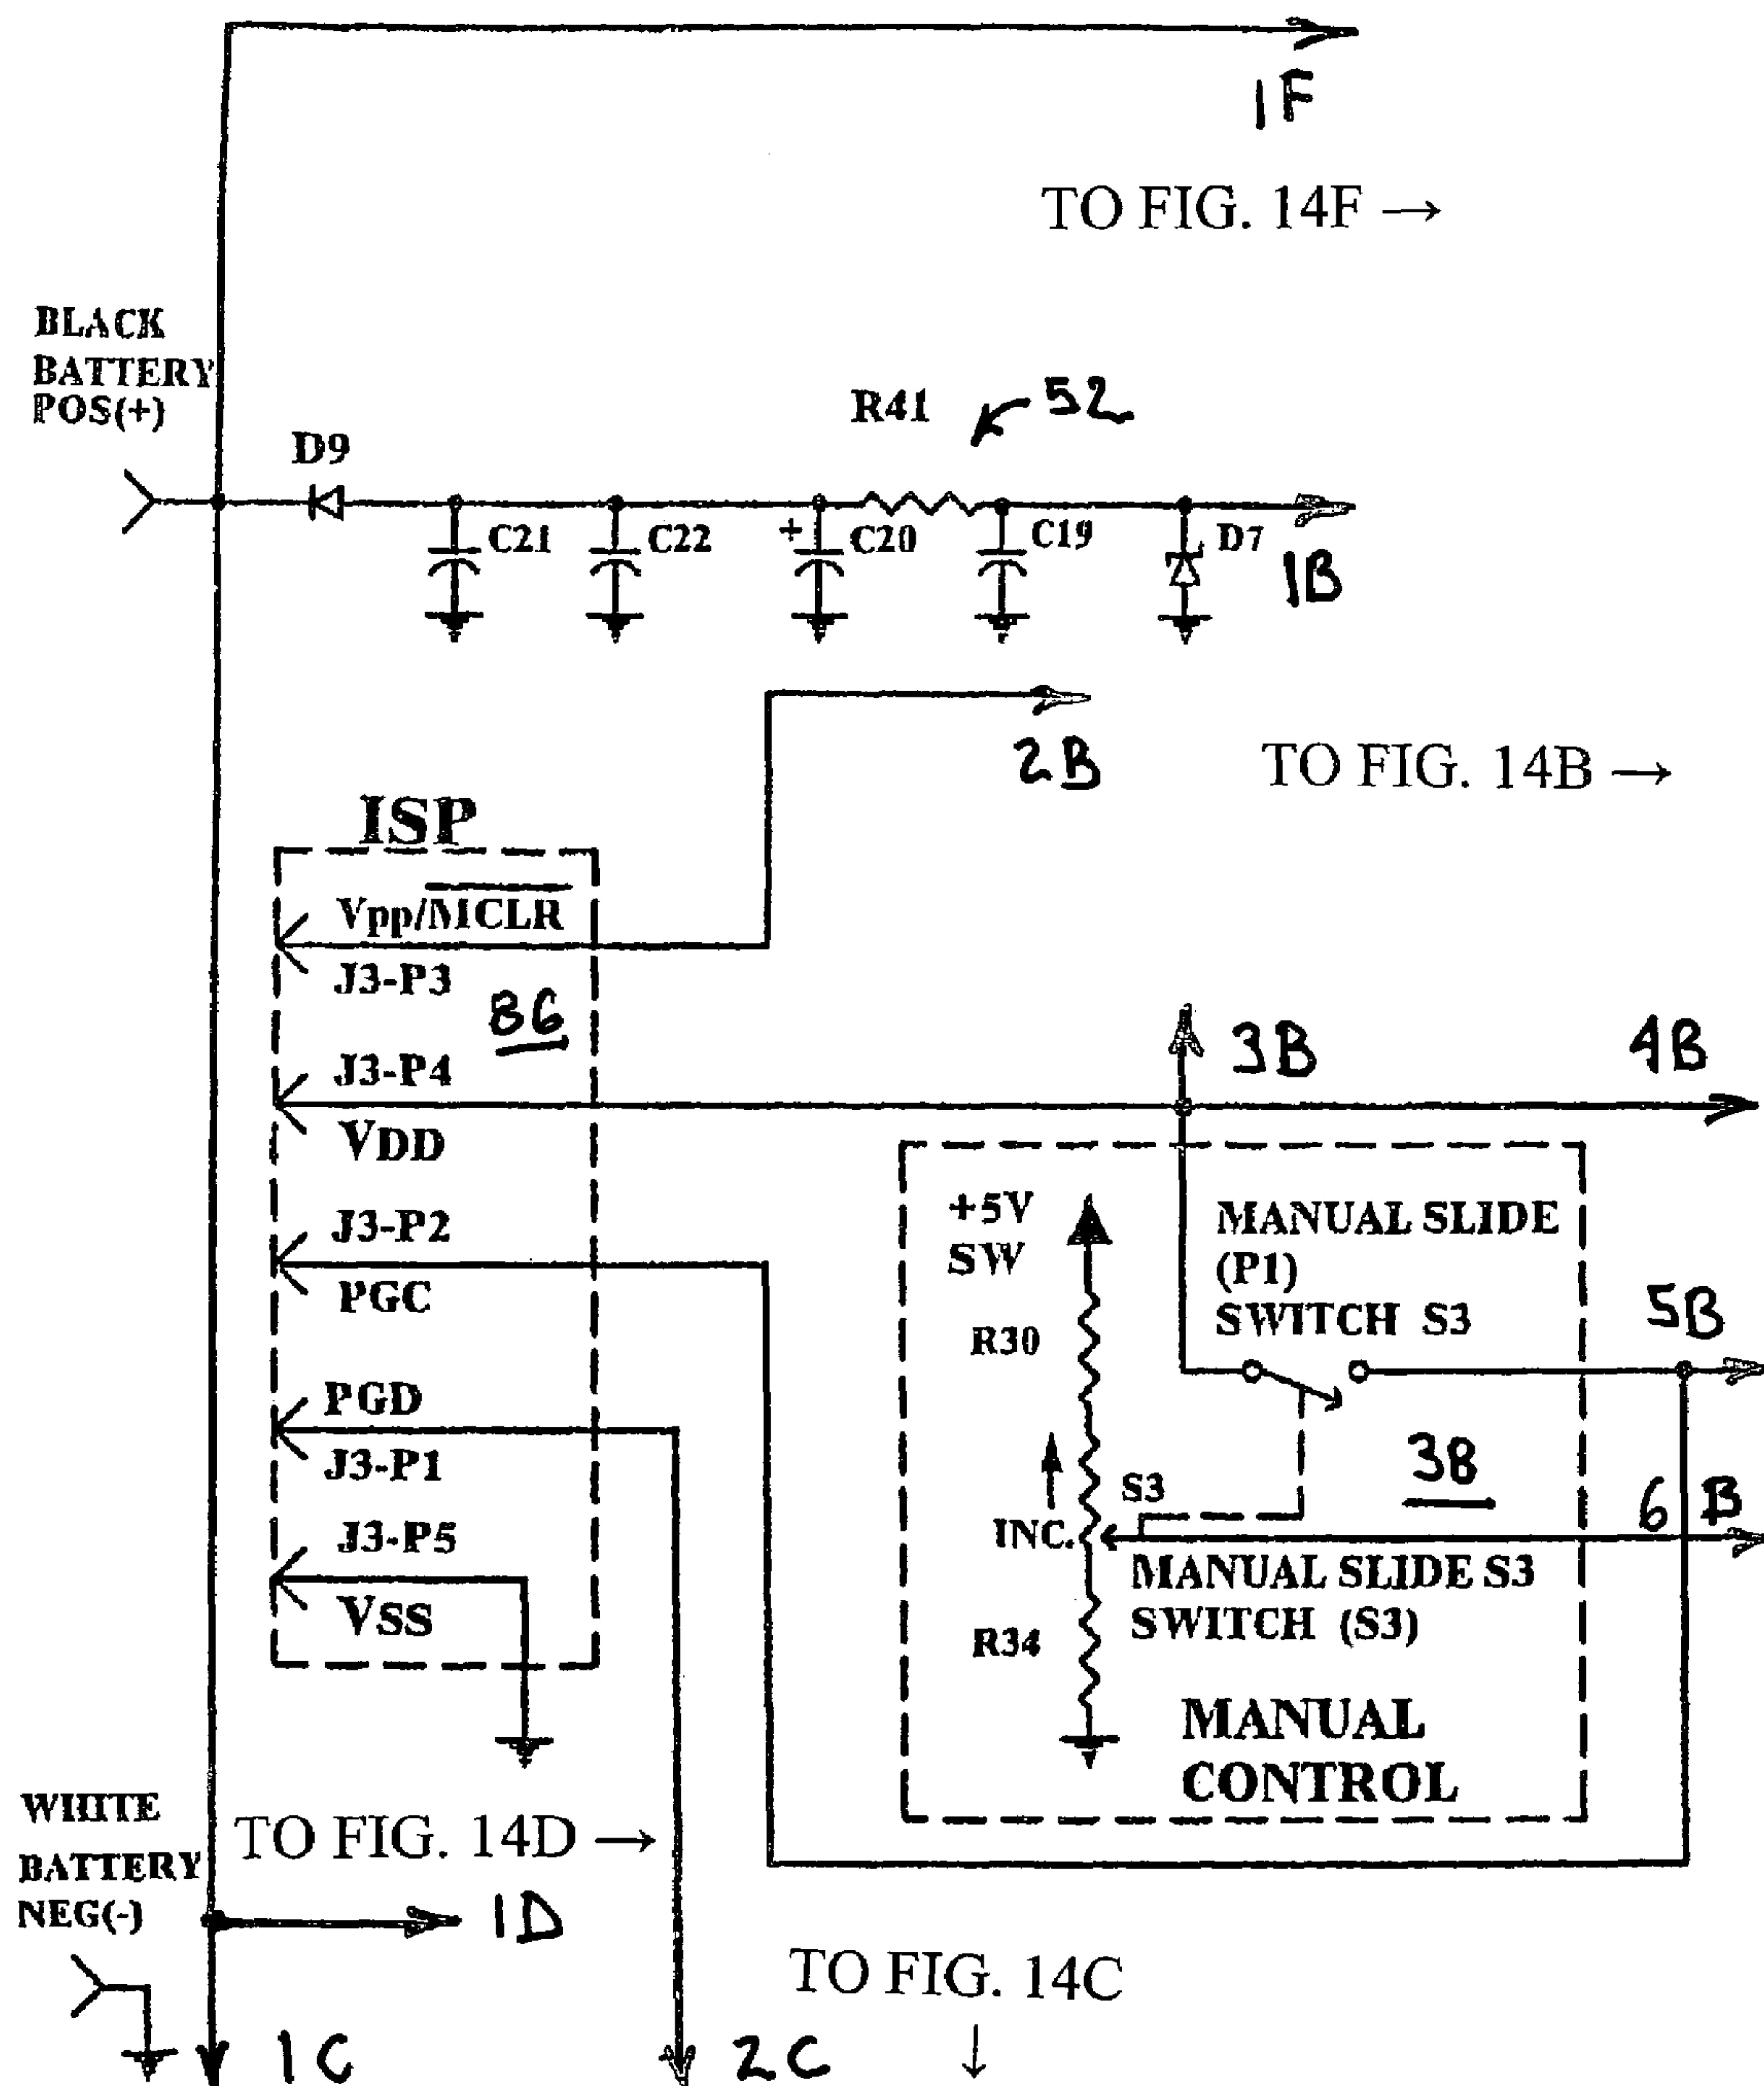 1F
TO FIG. 14F →
BLACK
BATTERY
POS(+)
R41
52
D9
C21
C22
+
C20
C19
D7
1B
2B
TO FIG. 14B →
ISP
Vpp/MCLR
J3-P3
86
J3-P4
VDD
3B
4B
J3-P2
PGC
PGD
J3-P1
J3-P5
VSS
+5V
SW
MANUAL SLIDE
(P1)
SWITCH S3
R30
5B
38
S3
INC.
6 B
MANUAL SLIDE S3
SWITCH (S3)
R34
MANUAL
CONTROL
WHITE
BATTERY
NEG(-)
TO FIG. 14D →
1D
TO FIG. 14C
↓
1C
2C